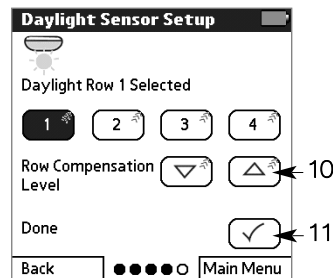 Daylight Sensor Setup
Daylight Row 1 Selected
1 2 3 4
Row Compensation
Level
10
Done
11
Back Main Menu